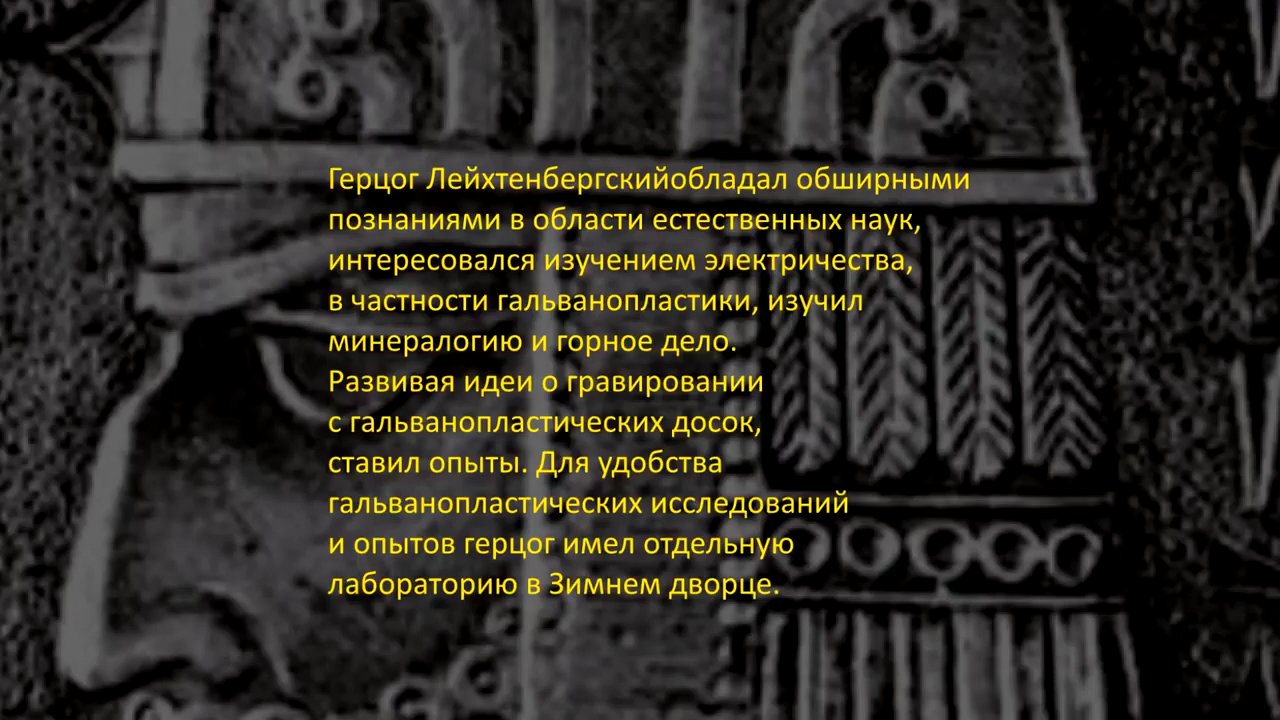 Герцог Лейхтенбергскийобладал обширными
познаниями в области естественных наук,
интересовался изучением электричества,
в частности гальванопластики, изучил
минералогию и горное дело.
Развивая идеи о гравировании
с гальванопластических досок,
ставил опыты. Для удобства
гальванопластических исследований
и опытов герцог имел отдельную
лабораторию в Зимнем дворце.